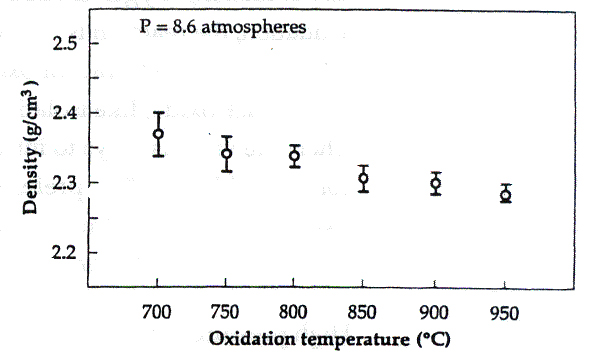 P = 8.6 atmospheres
Density (g/cm³)
2.5
2.4
2.3
2.2
700 750 800 850 900 950
Oxidation temperature (°C)